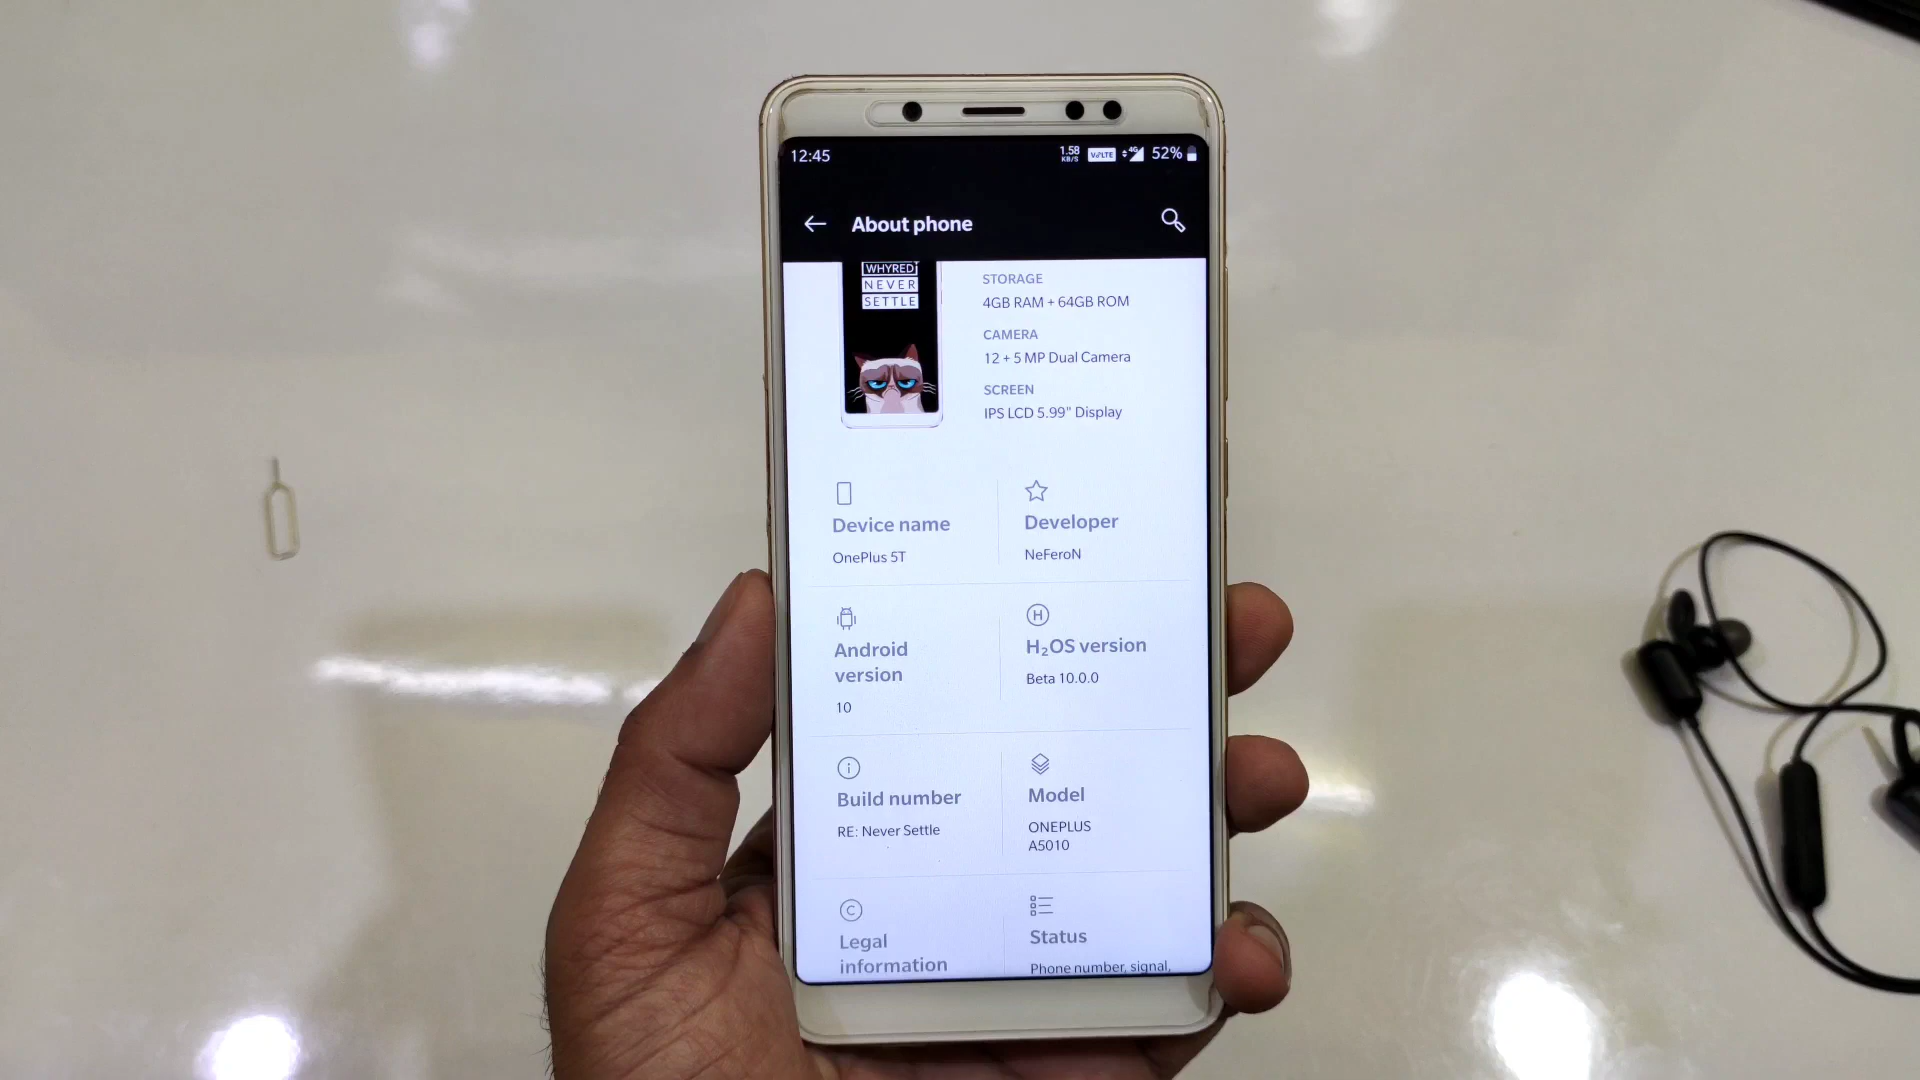 12:45
1.58
KB/S
VoLTE
4G
52%
About phone
WHYRED
NEVER
SETTLE
STORAGE
4GB RAM + 64GB ROM
CAMERA
12 + 5 MP Dual Camera
SCREEN
IPS LCD 5.99" Display
Device name
OnePlus 5T
Developer
NeFeroN
Android
version
10
H₂OS version
Beta 10.0.0
Build number
RE: Never Settle
Model
ONEPLUS
A5010
Legal
information
Status
Phone number, signal,